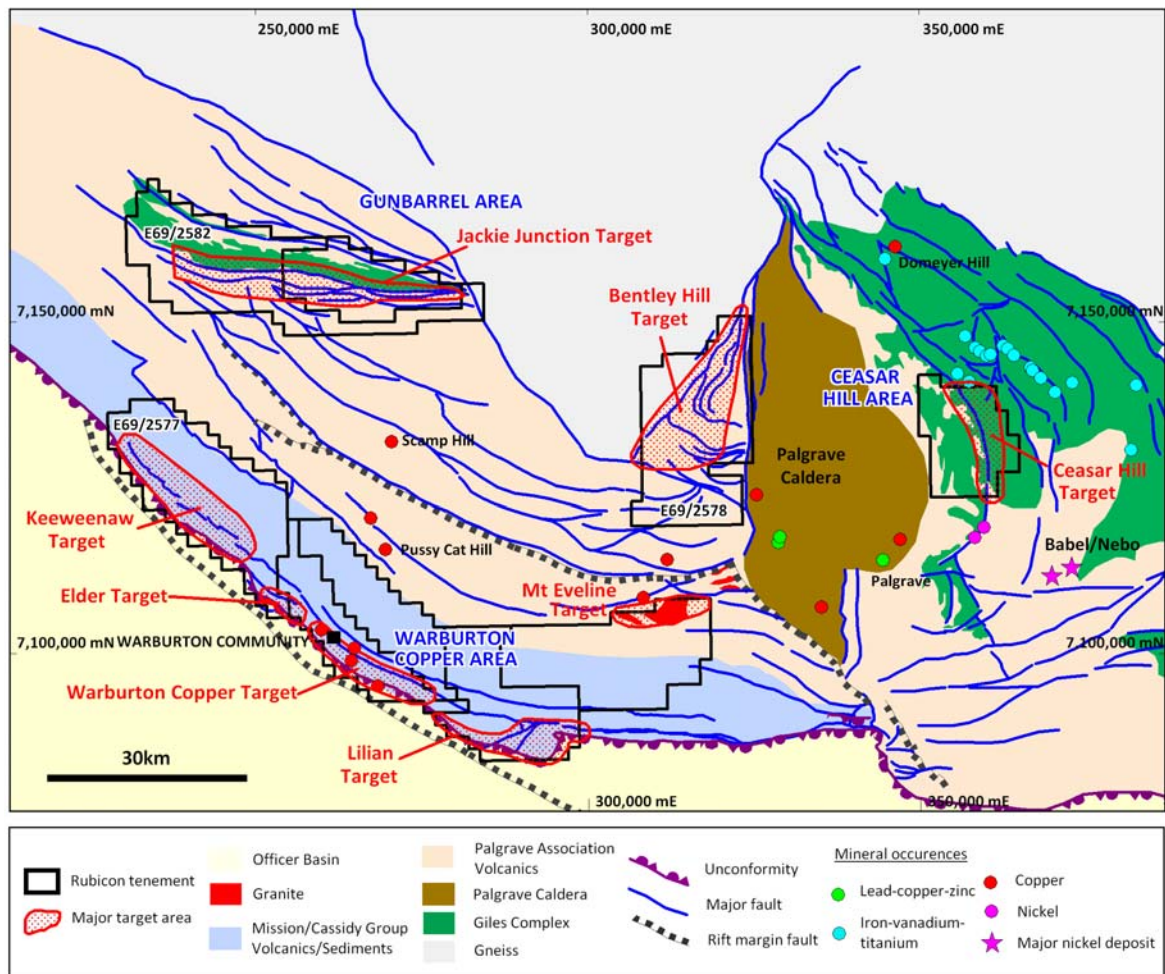 250,000 mE
300,000 mE
350,000 mE
GUNBARREL AREA
E69/2582
Jackie Junction Target
Domeyer Hill
Bentley Hill
Target
7,150,000 mN
7,150,000 mN
CEASAR
HILL AREA
E69/2577
Scamp Hill
Palgrave
Caldera
Ceasar Hill
Target
E69/2578
Keeweenaw
Target
Pussy Cat Hill
Babel/Nebo
Palgrave
Elder Target
Mt Eveline
Target
WARBURTON COMMUNITY
WARBURTON
COPPER AREA
7,100,000 mN
7,100,000 mN
Warburton Copper Target
Lilian
Target
30km
300,000 mE
350,000 mE
Rubicon tenement
Major target area
Officer Basin
Granite
Mission/Cassidy Group
Volcanics/Sediments
Palgrave Association
Volcanics
Palgrave Caldera
Giles Complex
Gneiss
Unconformity
Major fault
Rift margin fault
Mineral occurences
Lead-copper-zinc
Iron-vanadium-
titanium
Copper
Nickel
Major nickel deposit